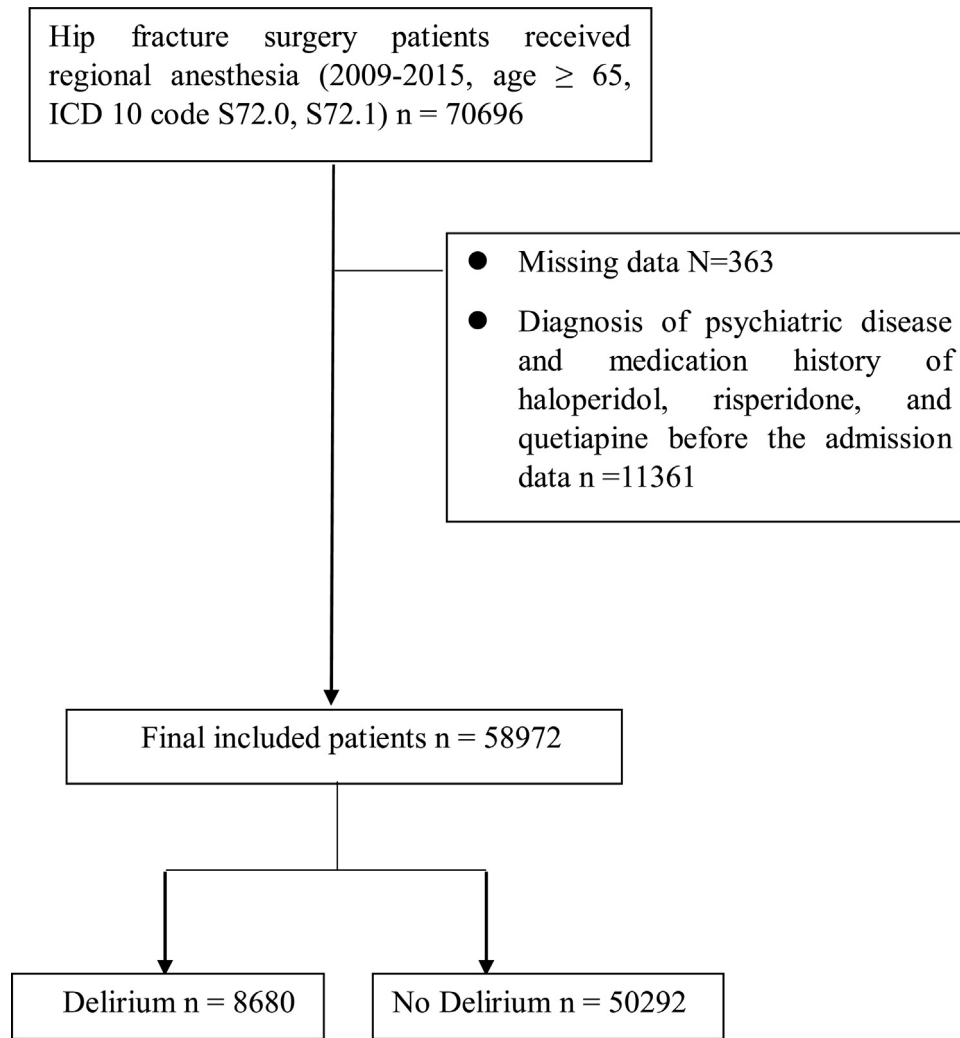 Hip fracture surgery patients received
regional anesthesia (2009-2015, age ≥ 65,
ICD 10 code S72.0, S72.1) n = 70696
● Missing data N=363
● Diagnosis of psychiatric disease
and medication history of
haloperidol, risperidone, and
quetiapine before the admission
data n =11361
Final included patients n = 58972
Delirium n = 8680
No Delirium n = 50292